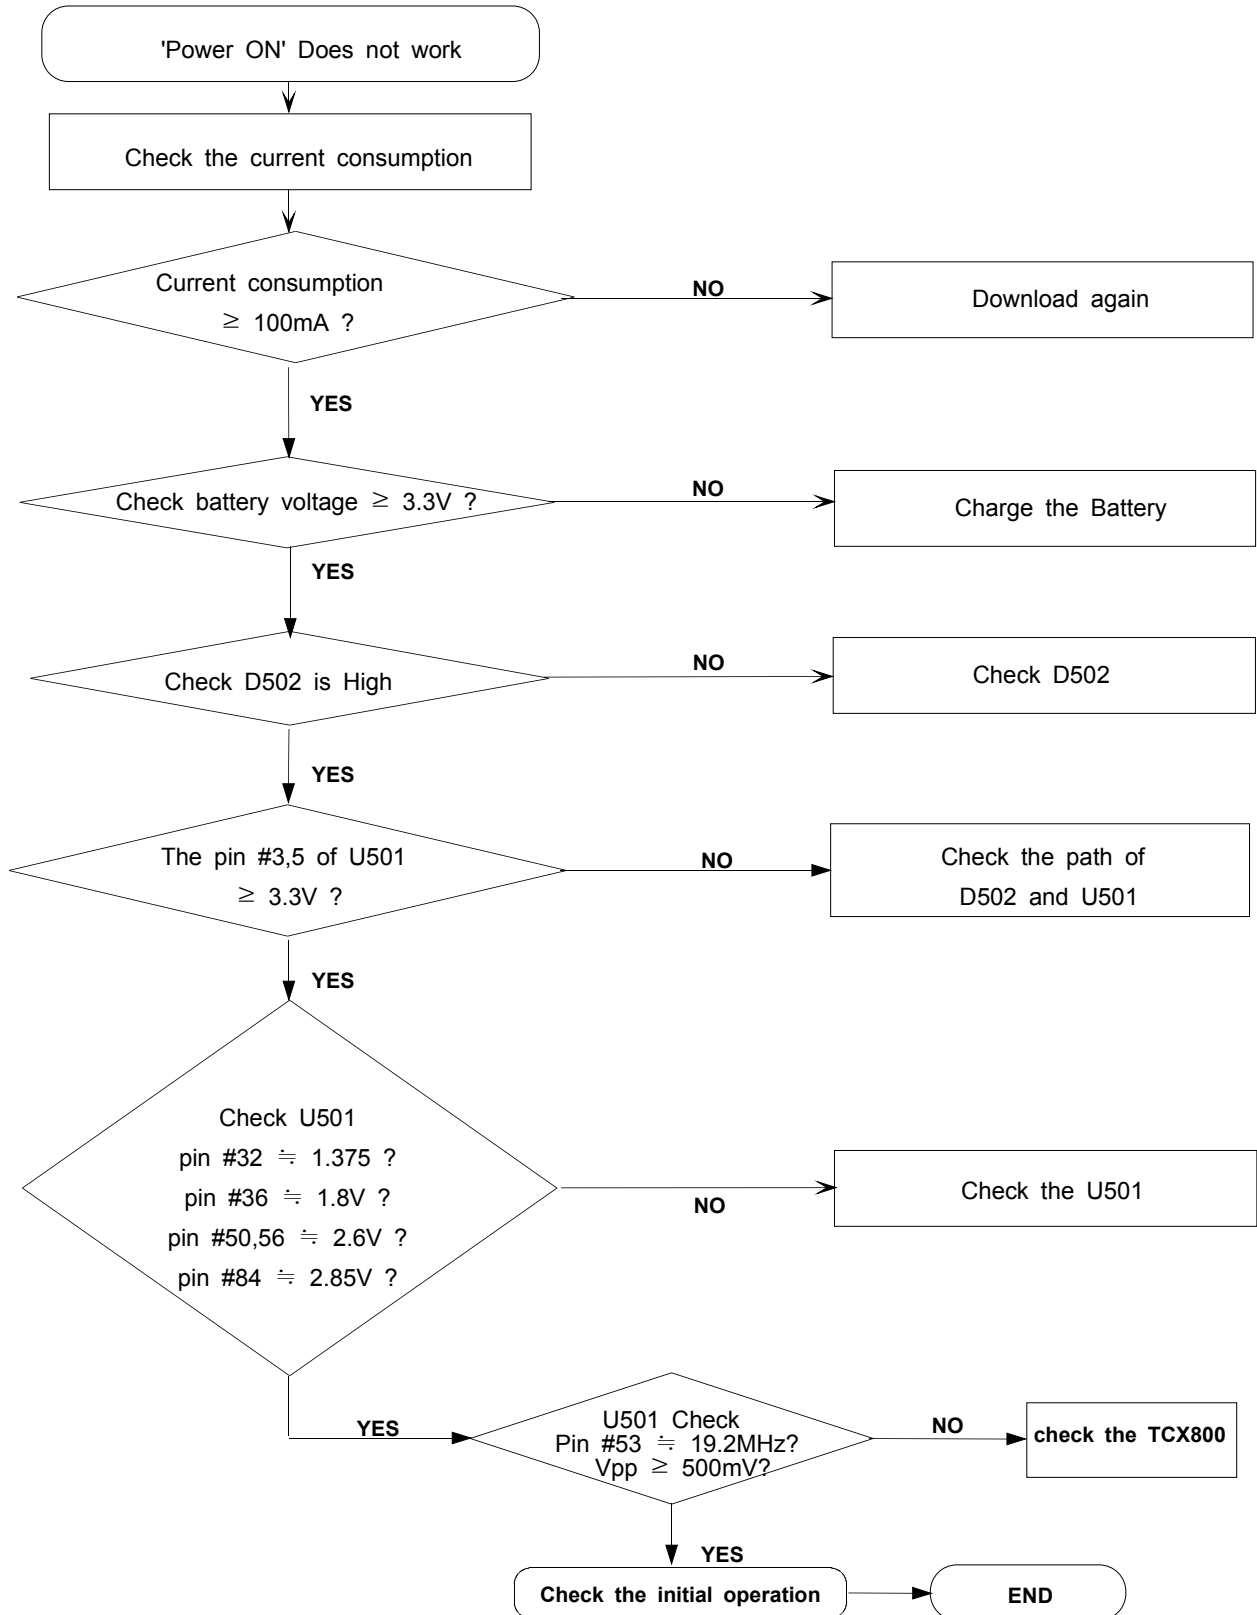 'Power ON' Does not work
Check the current consumption
Current consumption
≥ 100mA ?
NO
Download again
YES
Check battery voltage ≥ 3.3V ?
NO
Charge the Battery
YES
Check D502 is High
NO
Check D502
YES
The pin #3,5 of U501
≥ 3.3V ?
NO
Check the path of
D502 and U501
YES
Check U501
pin #32 ≒ 1.375 ?
pin #36 ≒ 1.8V ?
pin #50,56 ≒ 2.6V ?
pin #84 ≒ 2.85V ?
NO
Check the U501
YES
U501 Check
Pin #53 ≒ 19.2MHz?
Vpp ≥ 500mV?
NO
check the TCX800
YES
Check the initial operation
END